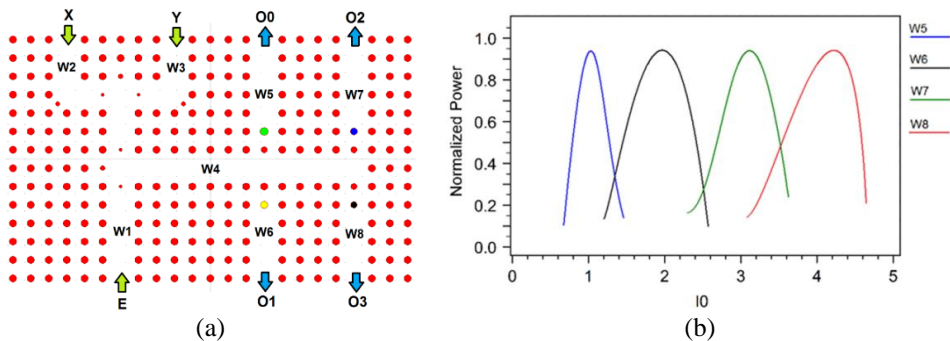 X Y O0 O2
W2 W3
W5 W7
W4
W1 W6 W8
E O1 O3
(a)
Normalized Power
1.0
0.8
0.6
0.4
0.2
0.0
0 1 2 3 4 5
I0
W5
W6
W7
W8
(b)